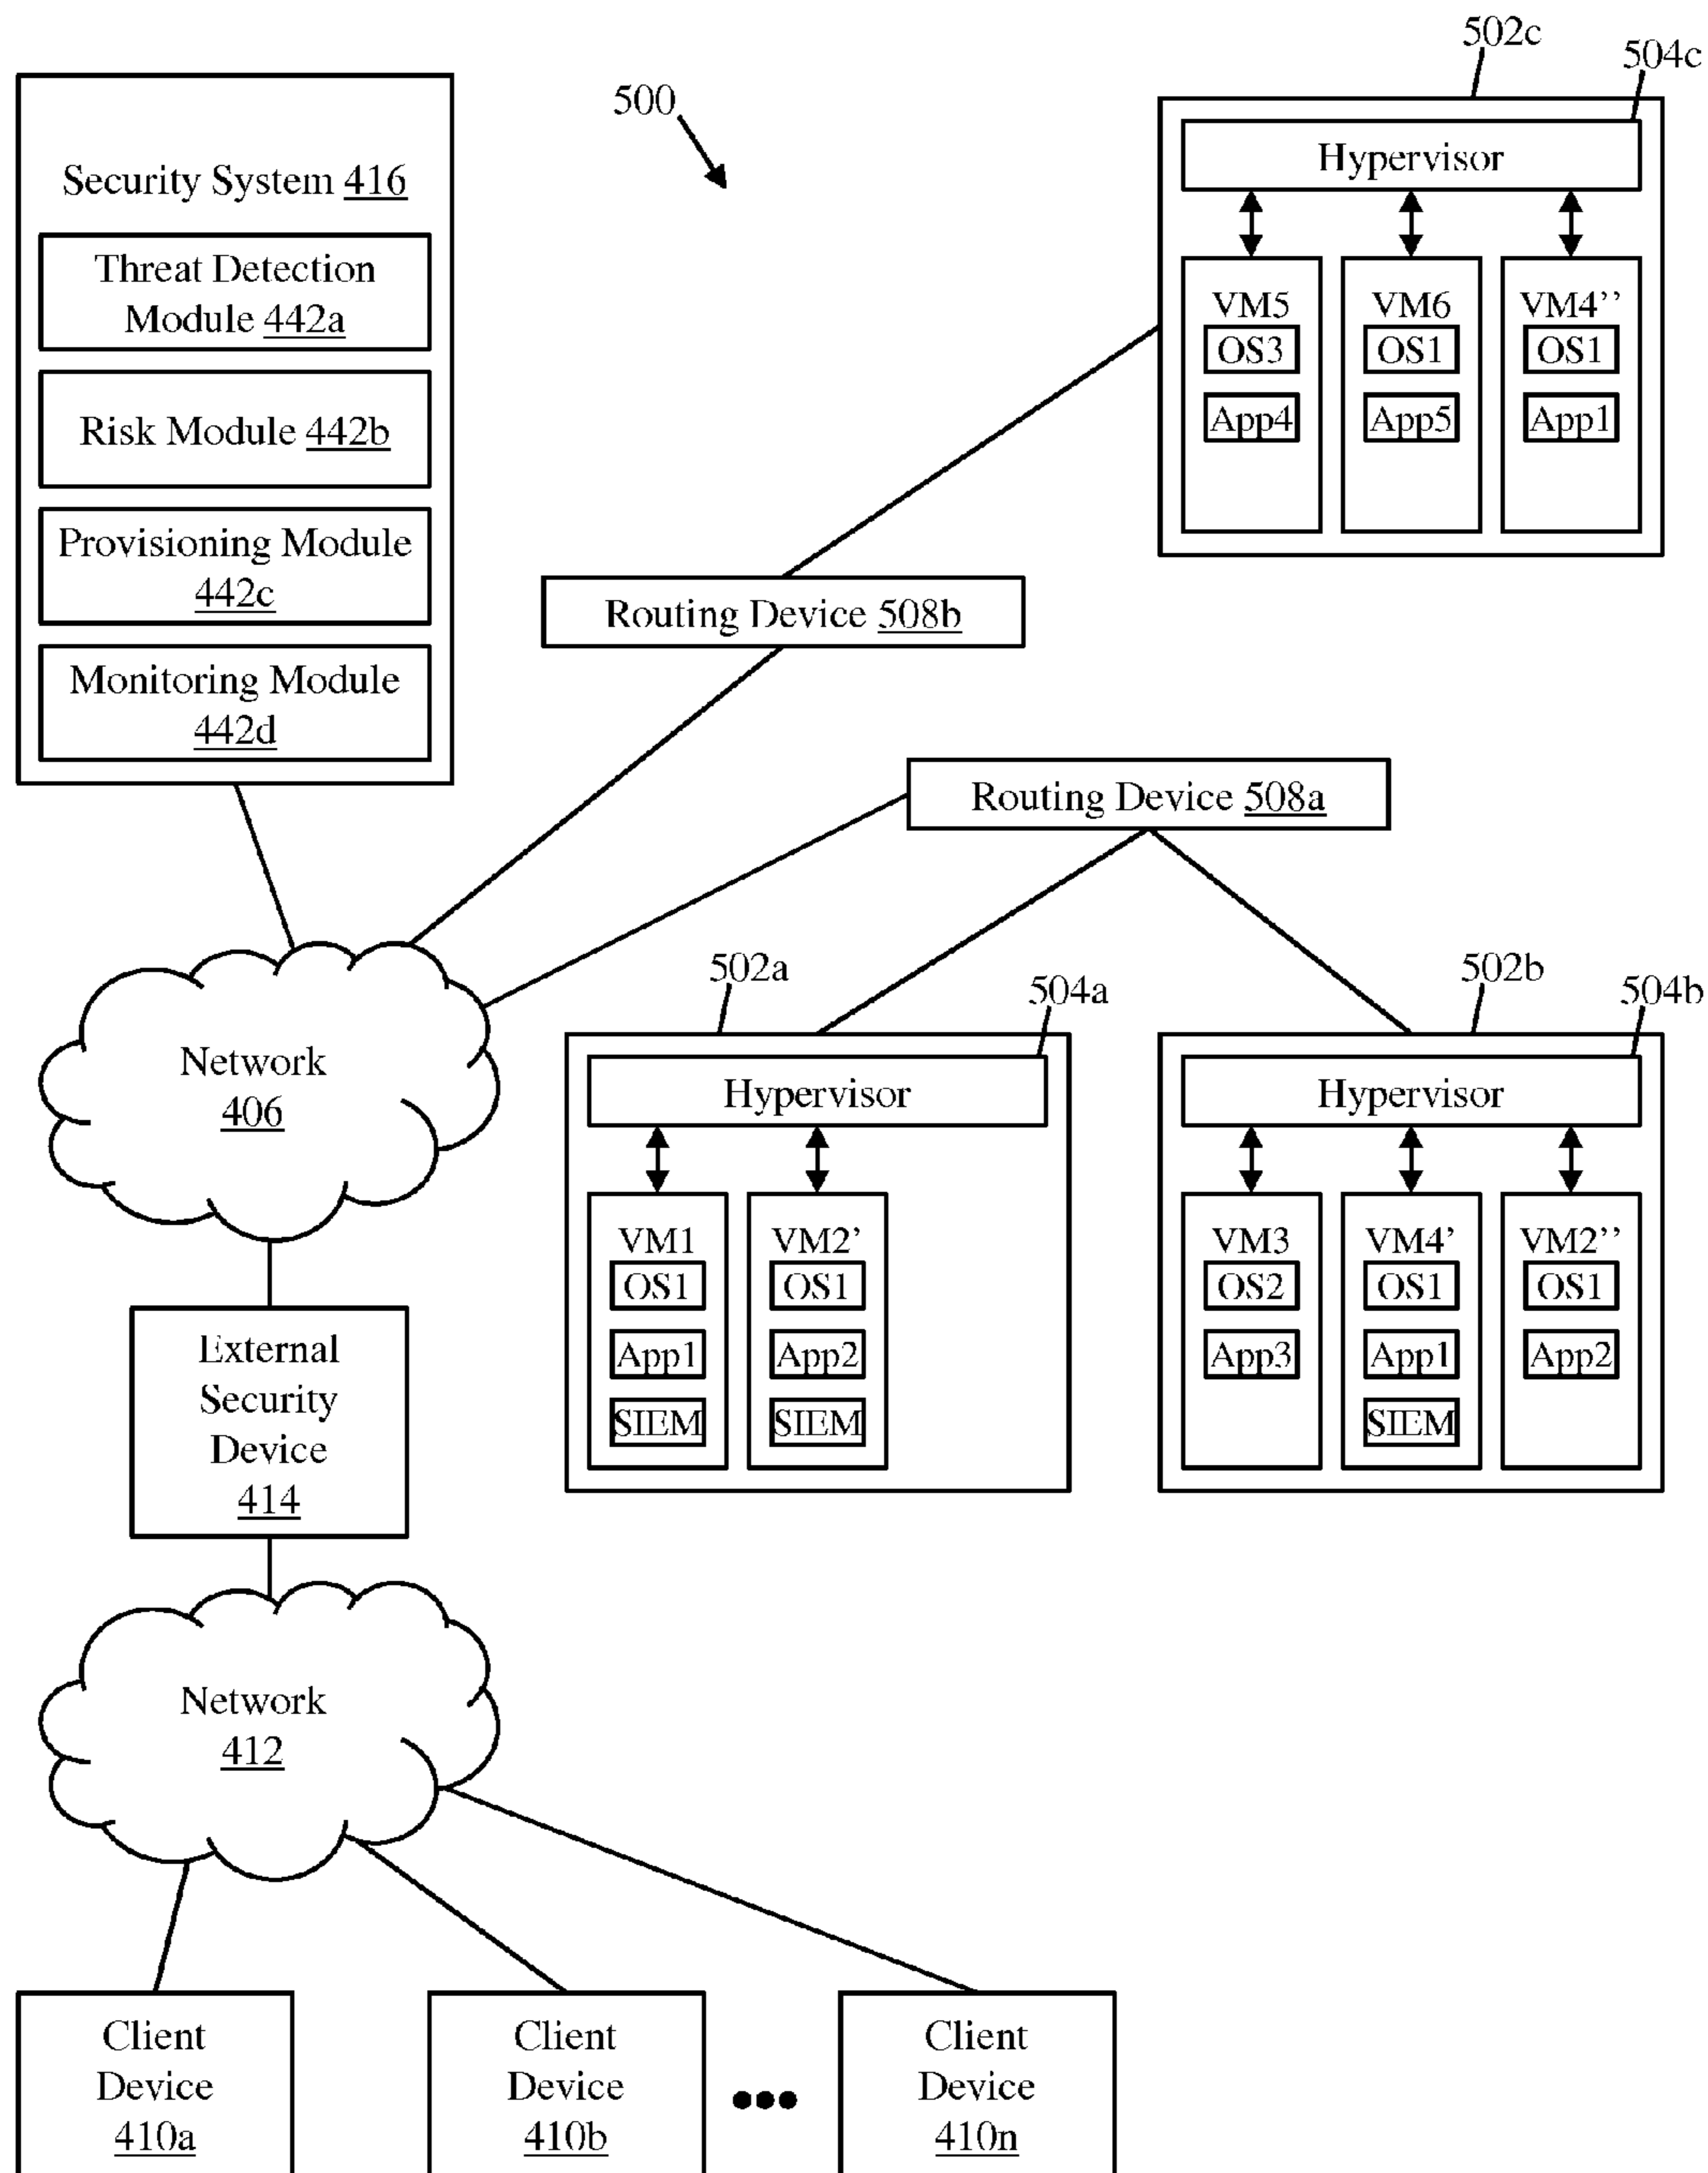 500
Security System 416
Threat Detection
Module 442a
Risk Module 442b
Provisioning Module
442c
Monitoring Module
442d
502c
504c
Hypervisor
VM5
OS3
App4
VM6
OS1
App5
VM4’’
OS1
App1
Routing Device 508b
Routing Device 508a
Network
406
502a
504a
Hypervisor
VM1
OS1
App1
SIEM
VM2’
OS1
App2
SIEM
502b
504b
Hypervisor
VM3
OS2
App3
VM4’
OS1
App1
SIEM
VM2’’
OS1
App2
External
Security
Device
414
Network
412
Client
Device
410a
Client
Device
410b
Client
Device
410n